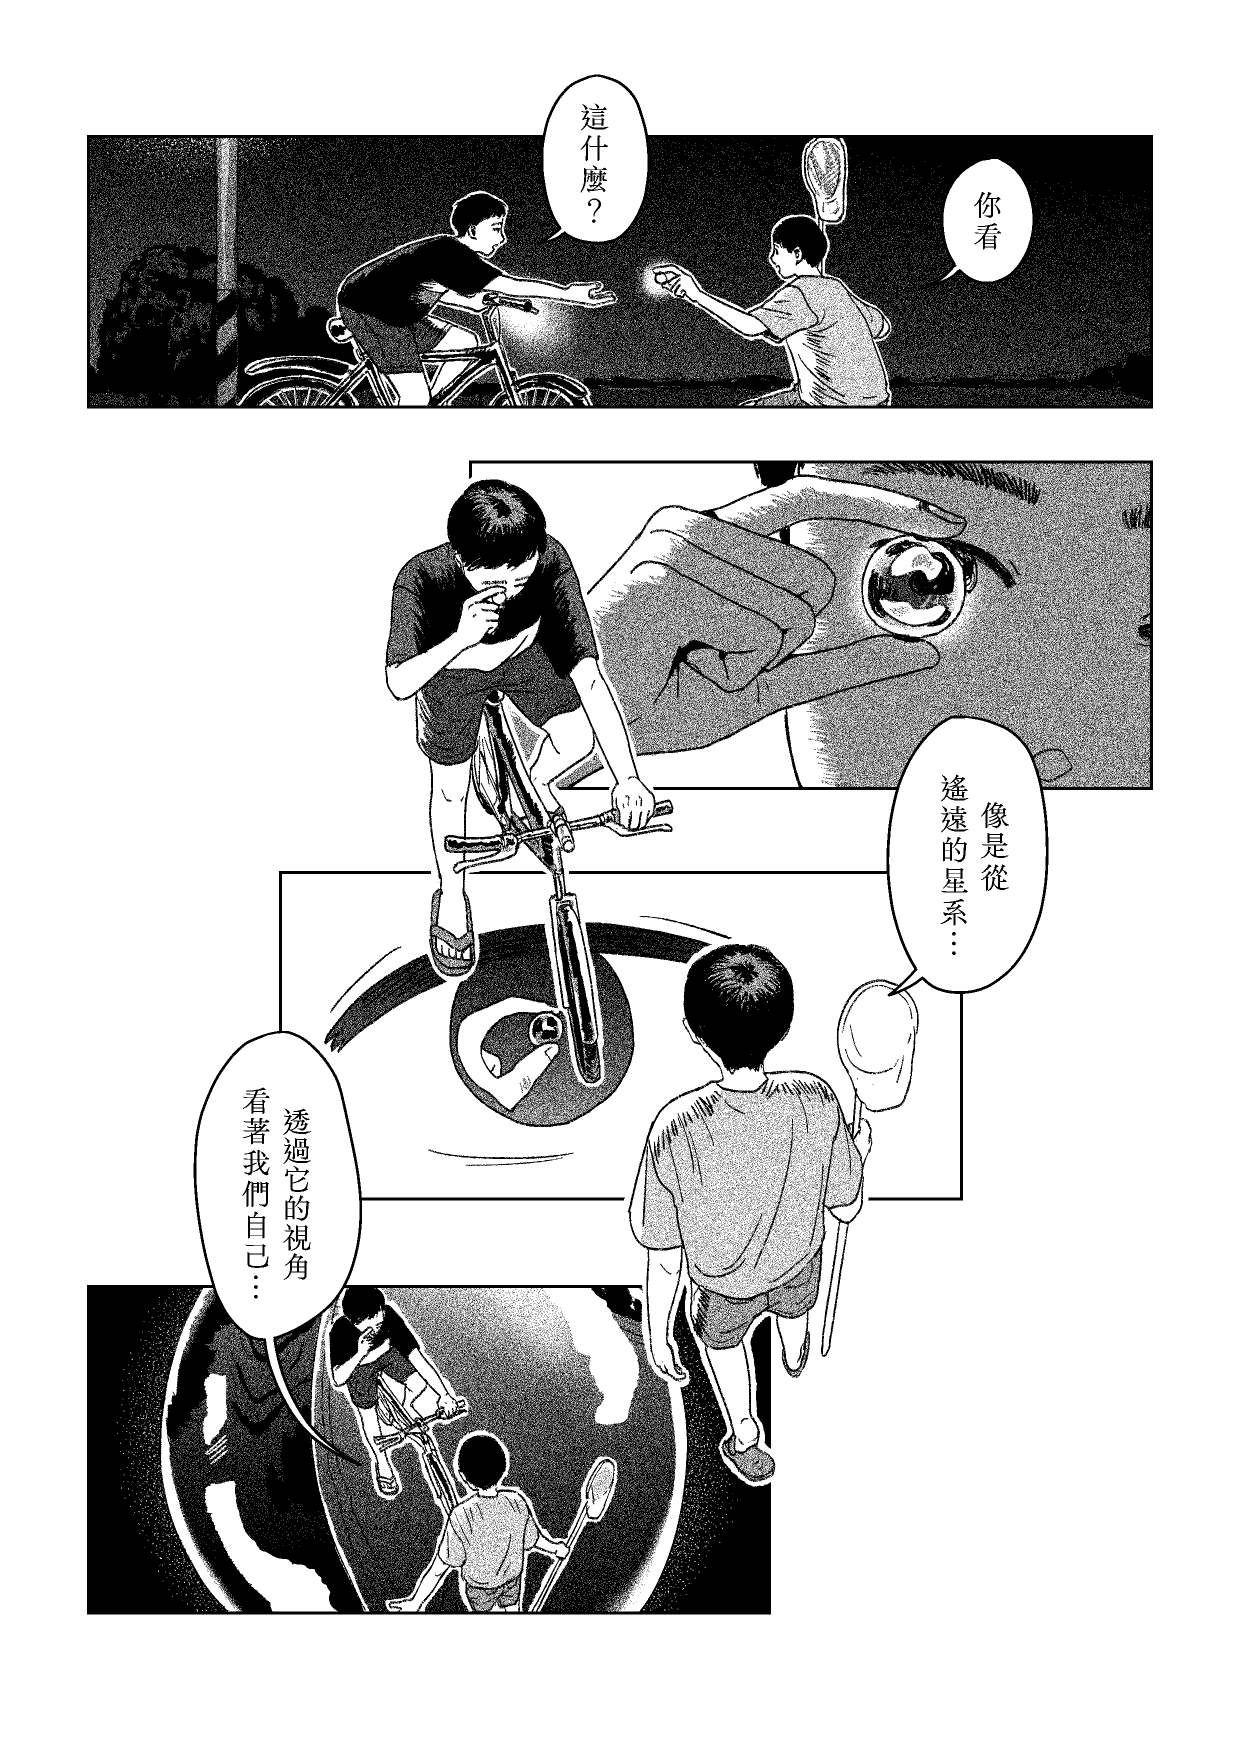 你看
這什麼？
像是從
遙遠的星系…
透過它的視角
看著我們自己…